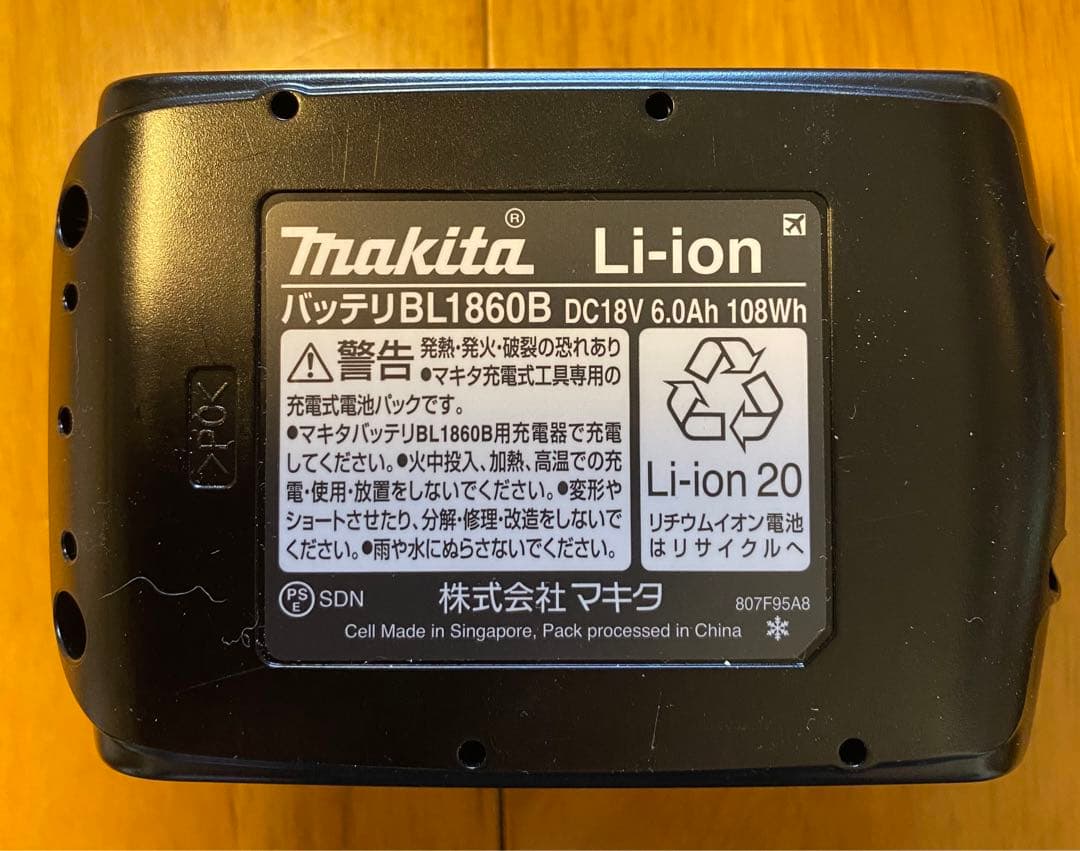 makita® Li-ion
バッテリBL1860B DC18V 6.0Ah 108Wh
警告 発熱・発火・破裂の恐れあり
●マキタ充電式工具専用の
充電式電池パックです。
●マキタバッテリBL1860B用充電器で充電
してください。●火中投入、加熱、高温での充
電・使用・放置をしないでください。●変形や
ショートさせたり、分解・修理・改造をしないで
ください。●雨や水にぬらさないでください。
Li-ion 20
リチウムイオン電池
はリサイクルへ
PSE SDN 株式会社 マキタ 807F95A8
Cell Made in Singapore, Pack processed in China